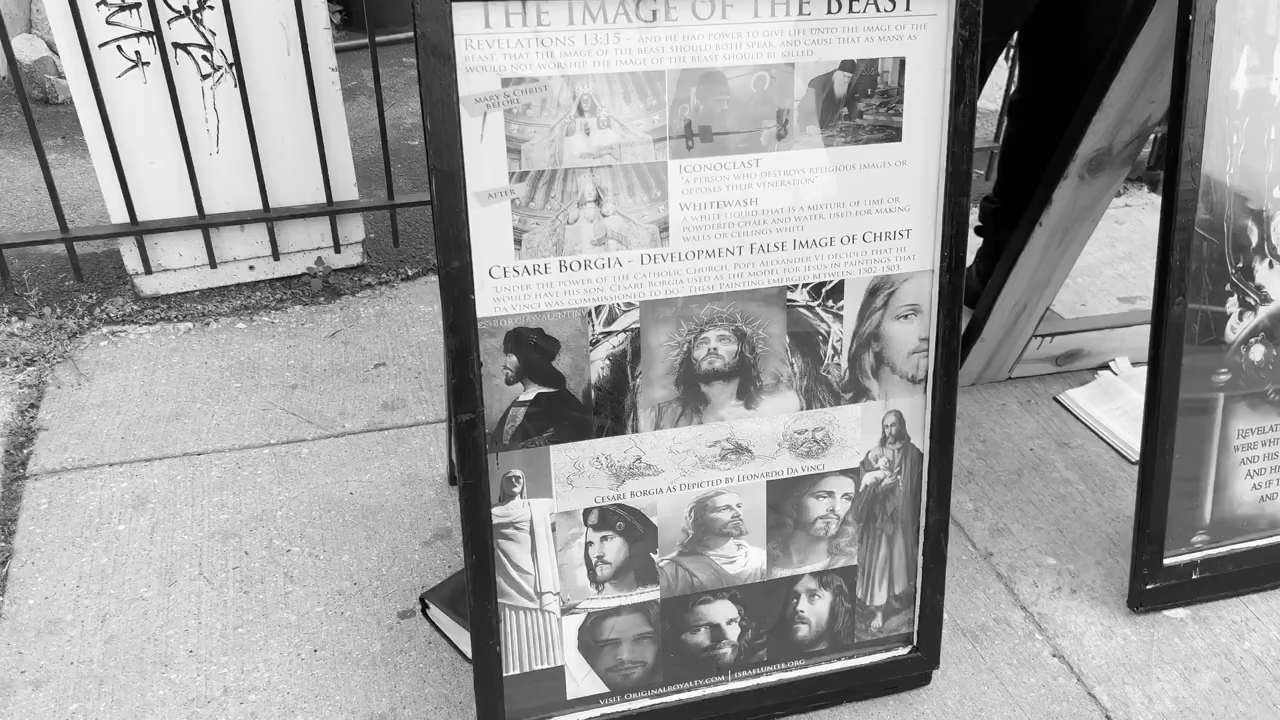 THE IMAGE OF THE BEAST
REVELATIONS 13:15 - AND HE HAD POWER TO GIVE LIFE UNTO THE IMAGE OF THE
BEAST, THAT THE IMAGE OF THE BEAST SHOULD BOTH SPEAK, AND CAUSE THAT AS MANY AS
WOULD NOT WORSHIP THE IMAGE OF THE BEAST SHOULD BE KILLED.
MARY & CHRIST
BEFORE
AFTER
ICONOCLAST
"A PERSON WHO DESTROYS RELIGIOUS IMAGES OR
OPPOSES THEIR VENERATION"
WHITEWASH
A WHITE LIQUID THAT IS A MIXTURE OF LIME OR
POWDERED CHALK AND WATER, USED FOR MAKING
WALLS OR CEILINGS WHITE
CESARE BORGIA - DEVELOPMENT FALSE IMAGE OF CHRIST
"UNDER THE POWER OF THE CATHOLIC CHURCH, POPE ALEXANDER VI DECIDED THAT HE
WOULD HAVE HIS SON, CESARE BORGIA USED AS THE MODEL FOR JESUS IN PAINTINGS THAT
DA VINCI WAS COMMISSIONED TO DO." THESE PAINTING EMERGED BETWEEN: 1502-1503.
BORGIA VALENTIN
CESARE BORGIA AS DEPICTED BY LEONARDO DA VINCI
VISIT ORIGINALROYALTY.COM | ISRAELUNITE.ORG
REVELAT
WERE WHI
AND HIS
AND HI
AS IF T
AND